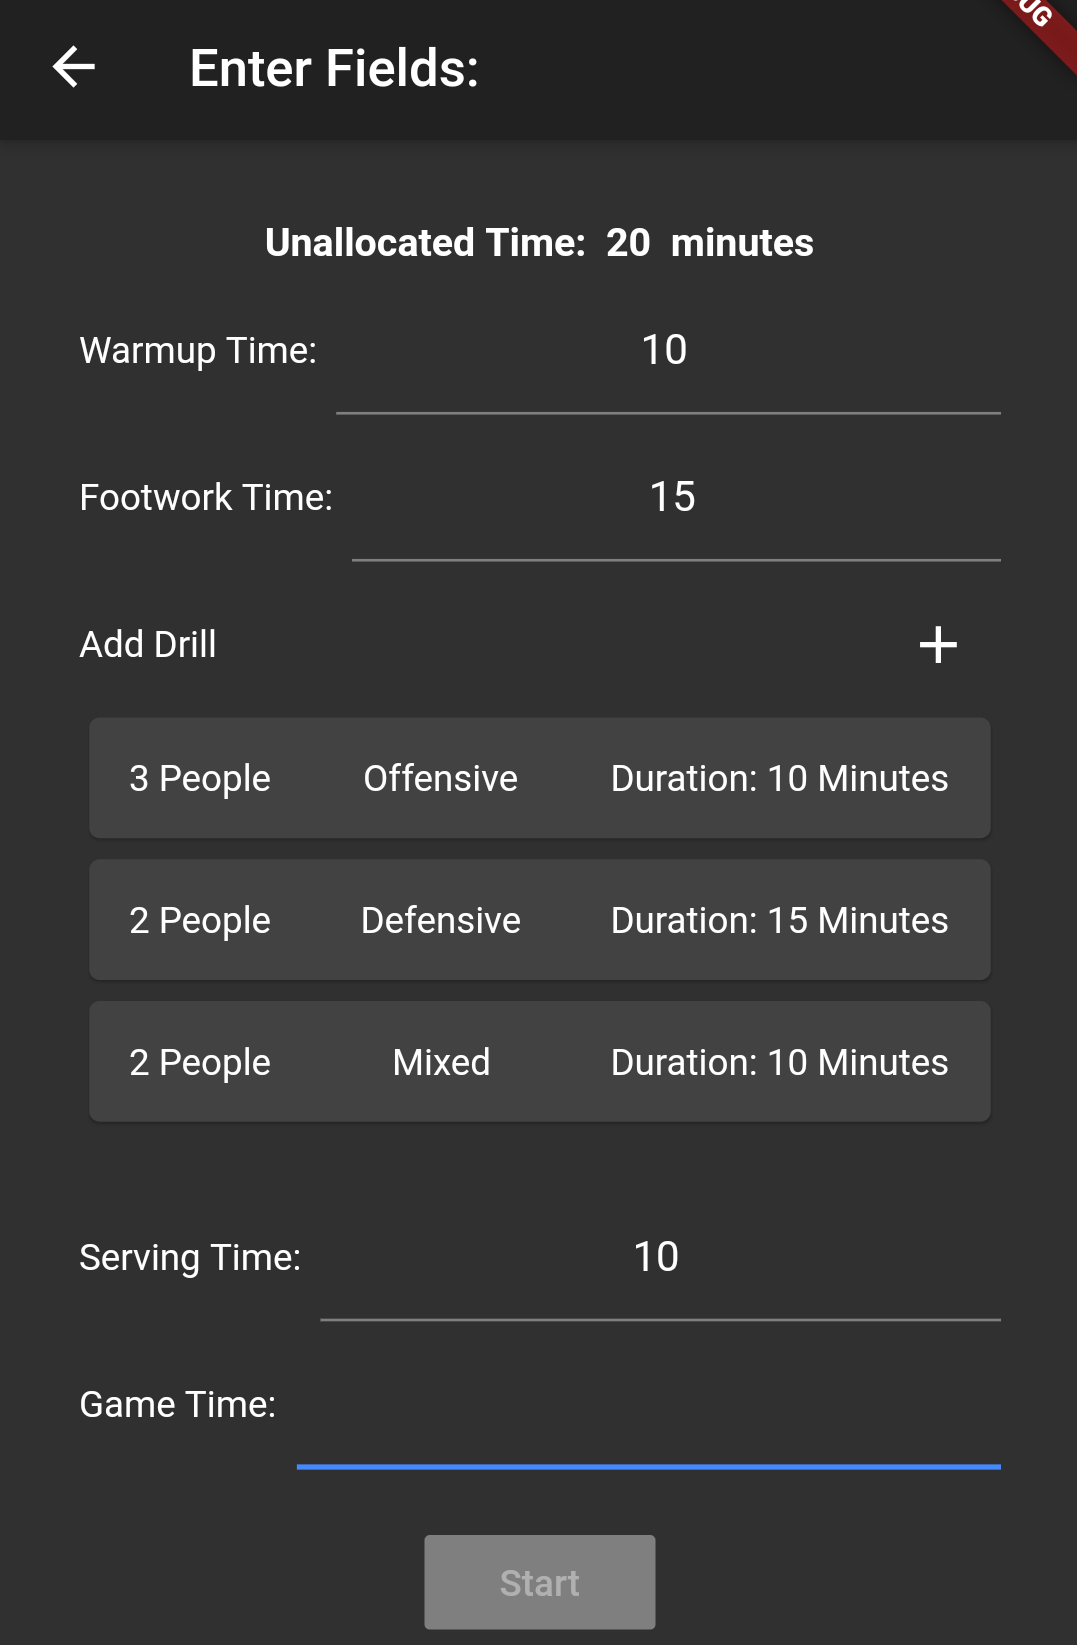 Enter Fields:
Unallocated Time: 20 minutes
Warmup Time: 10
Footwork Time: 15
Add Drill +
3 People Offensive Duration: 10 Minutes
2 People Defensive Duration: 15 Minutes
2 People Mixed Duration: 10 Minutes
Serving Time: 10
Game Time:
Start